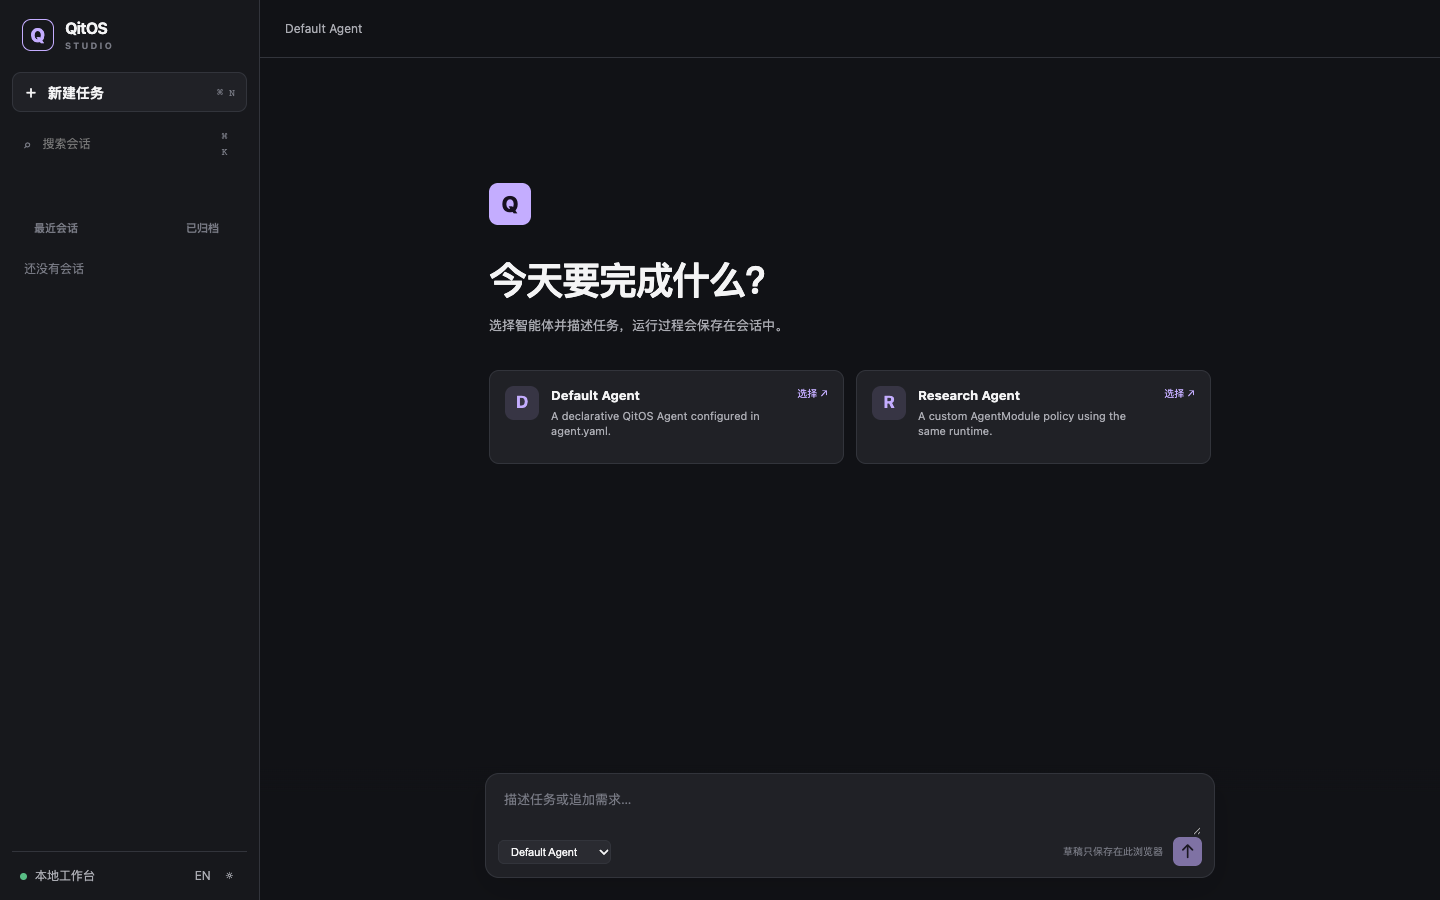 Q
QitOS
STUDIO
+ 新建任务 ⌘ N
⌕ 搜索会话 ⌘ K
最近会话 已归档
还没有会话
本地工作台 EN ☼
Default Agent
Q
今天要完成什么?
选择智能体并描述任务，运行过程会保存在会话中。
D
Default Agent 选择 ↗
A declarative QitOS Agent configured in
agent.yaml.
R
Research Agent 选择 ↗
A custom AgentModule policy using the
same runtime.
描述任务或追加需求...
Default Agent 草稿只保存在此浏览器 ↑